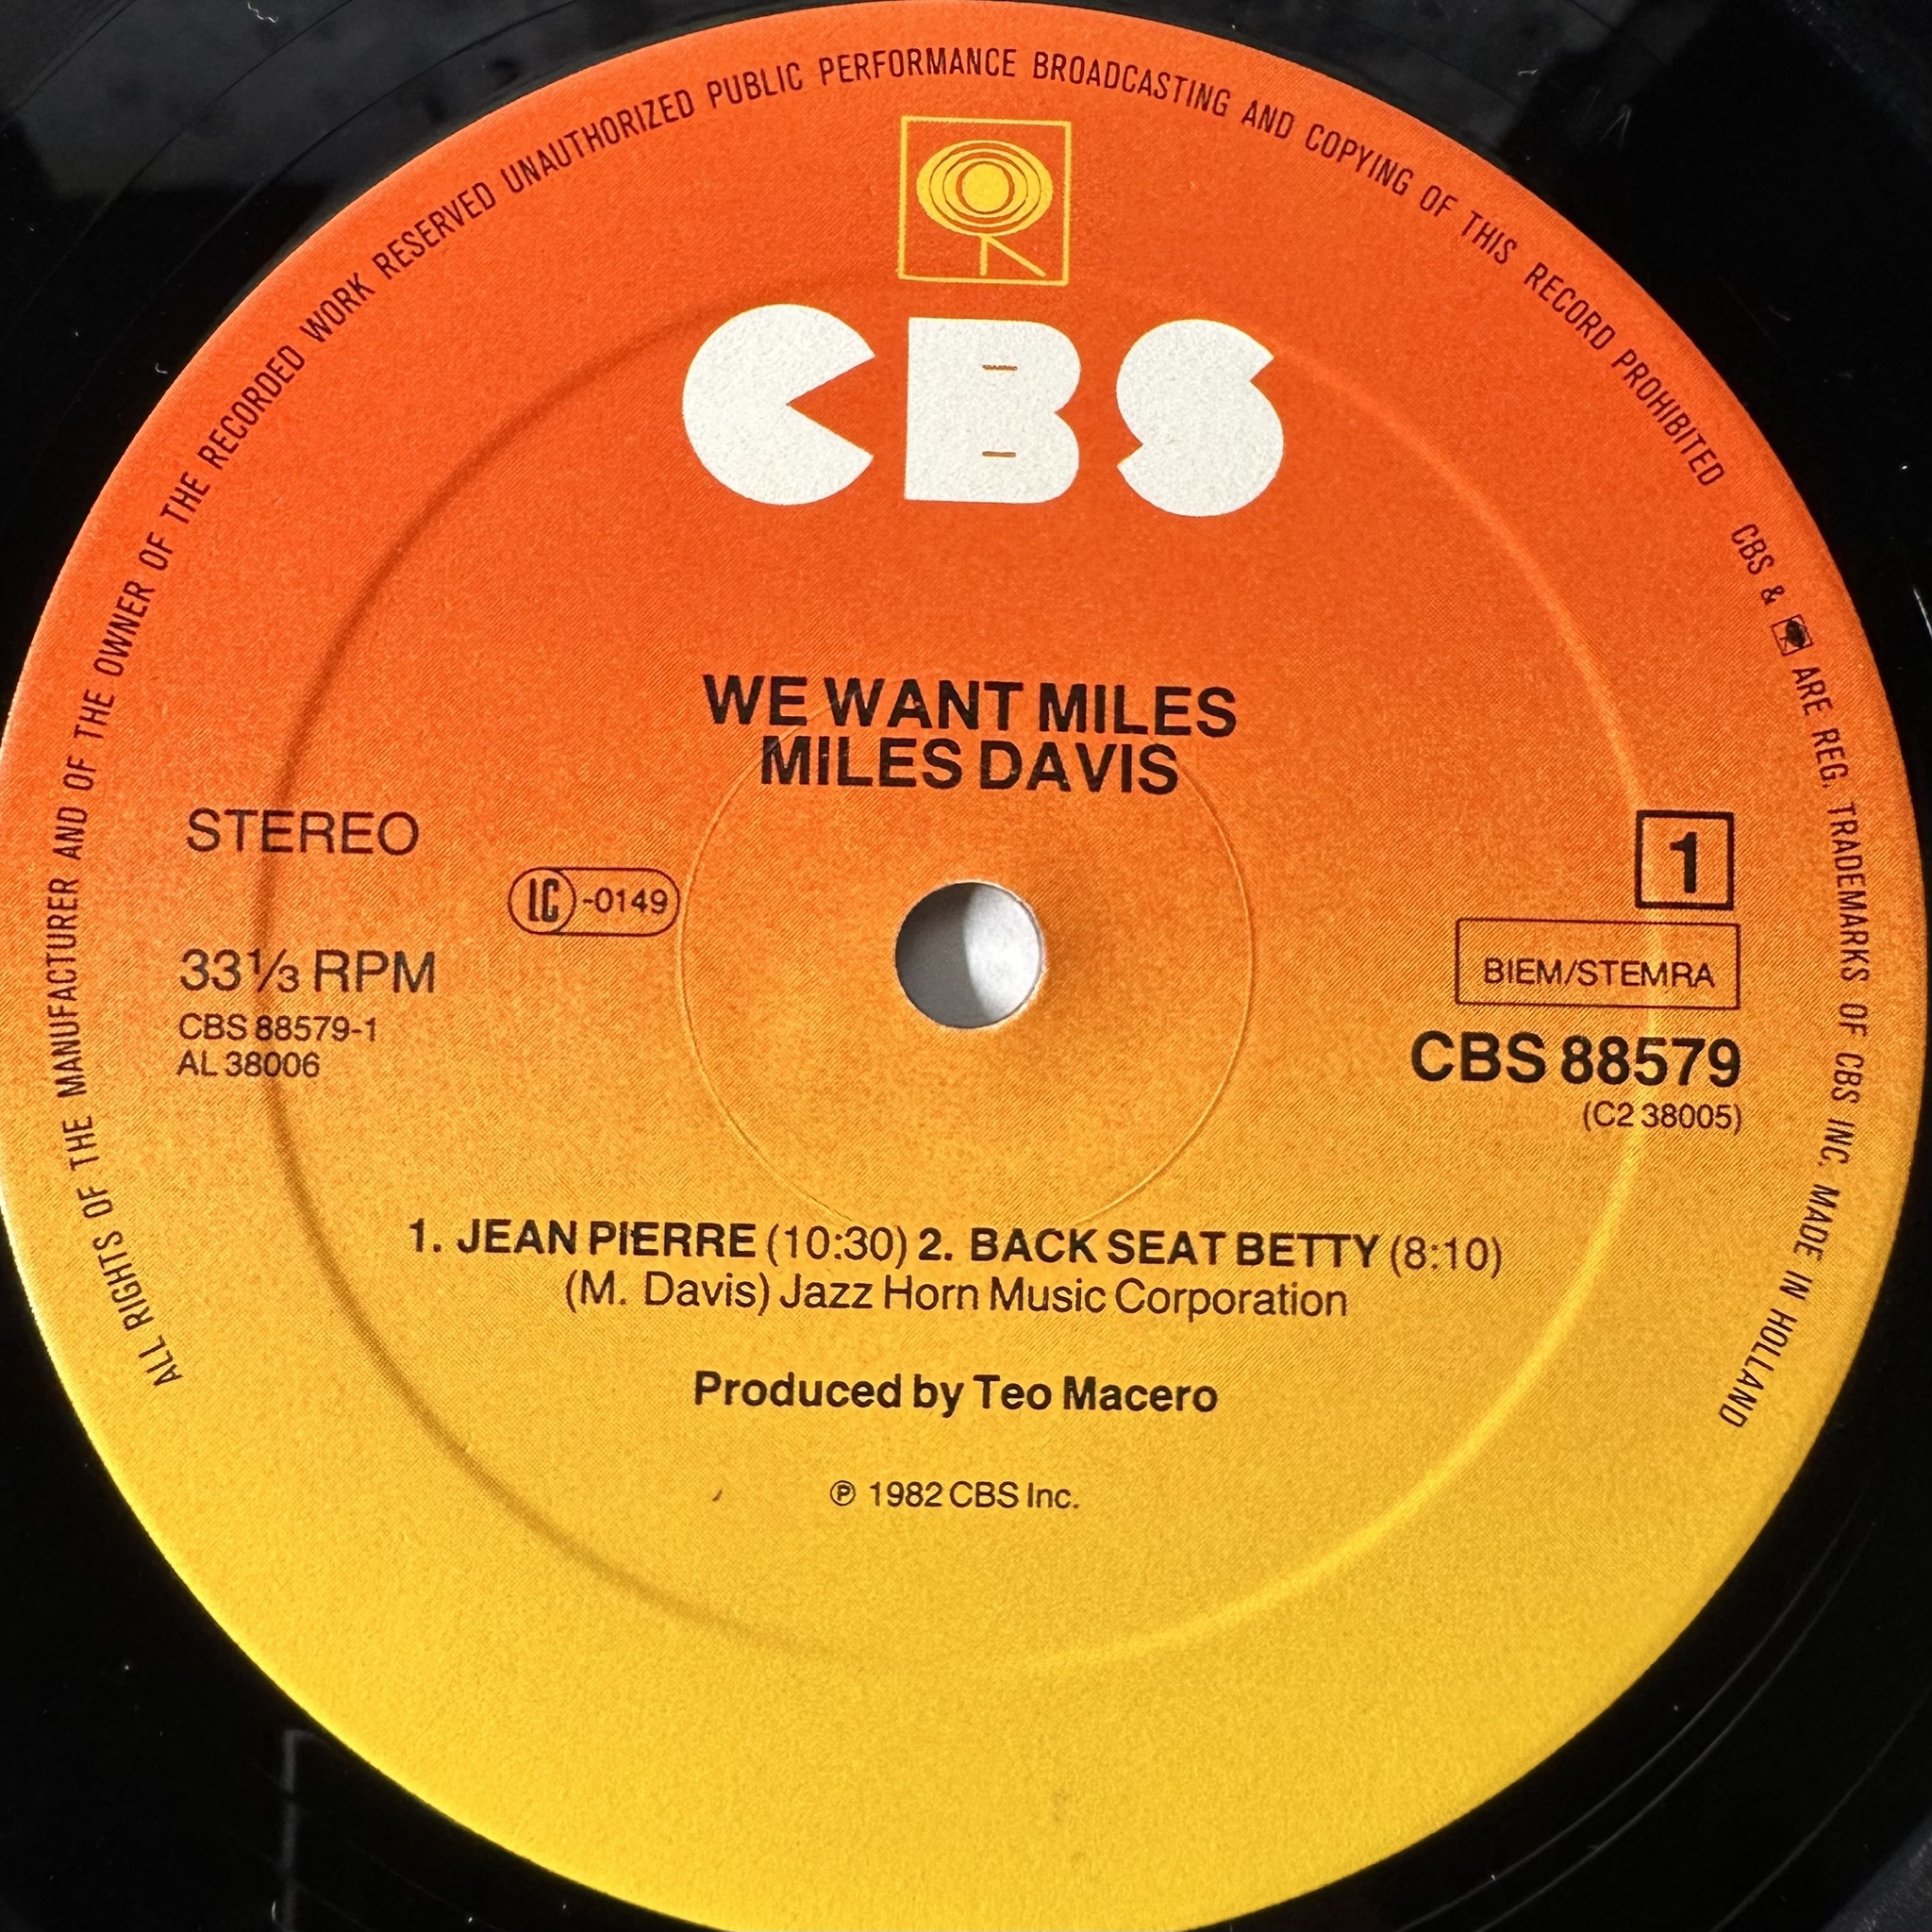 ALL RIGHTS OF THE MANUFACTURER AND OF THE OWNER OF THE RECORDED WORK RESERVED UNAUTHORIZED PUBLIC PERFORMANCE BROADCASTING AND COPYING OF THIS RECORD PROHIBITED
CBS & ARE REG. TRADEMARKS OF CBS INC. MADE IN HOLLAND
CBS
WE WANT MILES
MILES DAVIS
STEREO
LC-0149
33⅓ RPM
CBS 88579-1
AL 38006
1
BIEM/STEMRA
CBS 88579
(C2 38005)
1. JEAN PIERRE (10:30) 2. BACK SEAT BETTY (8:10)
(M. Davis) Jazz Horn Music Corporation
Produced by Teo Macero
℗ 1982 CBS Inc.